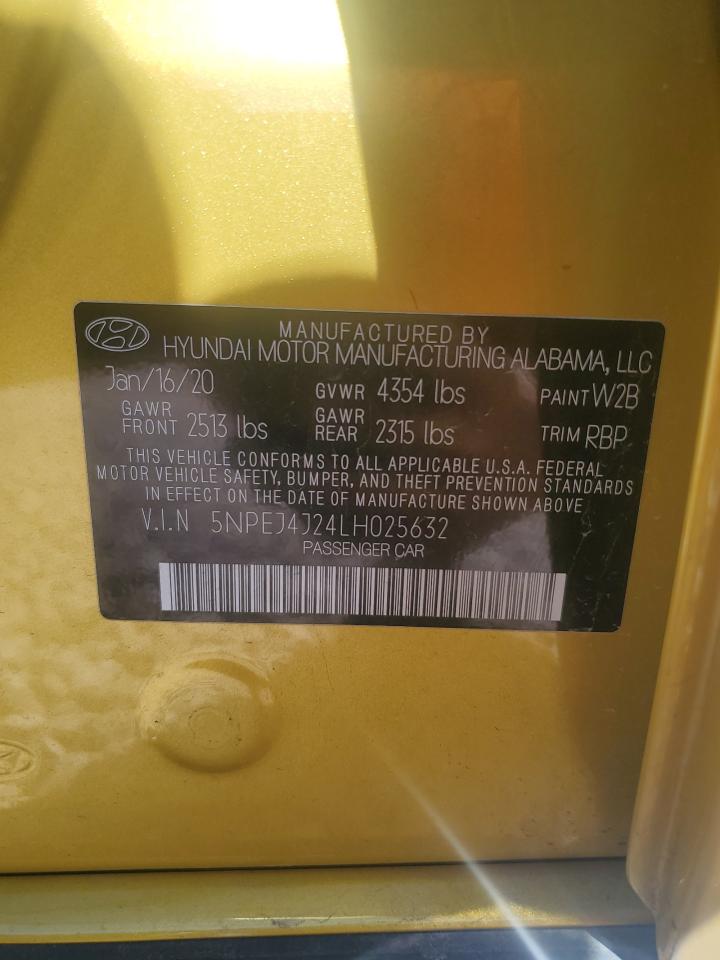 MANUFACTURED BY
HYUNDAI MOTOR MANUFACTURING ALABAMA, LLC
Jan/16/20 GVWR 4354 lbs PAINT W2B
GAWR FRONT 2513 lbs GAWR REAR 2315 lbs TRIM RBP
THIS VEHICLE CONFORMS TO ALL APPLICABLE U.S.A. FEDERAL
MOTOR VEHICLE SAFETY, BUMPER, AND THEFT PREVENTION STANDARDS
IN EFFECT ON THE DATE OF MANUFACTURE SHOWN ABOVE
V.I.N 5NPEJ4J24LH025632
PASSENGER CAR